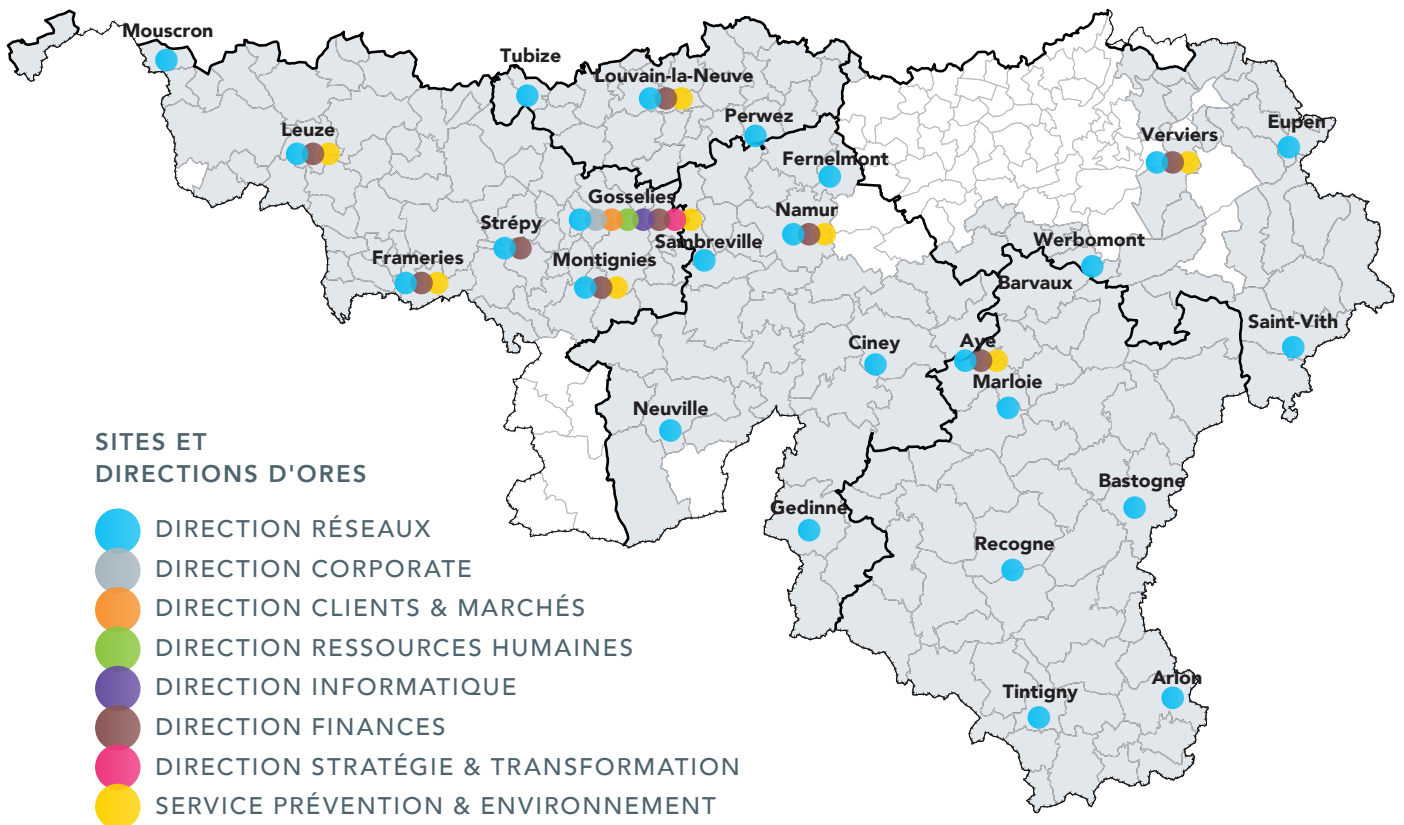 Mouscron
Tubize
Louvain-la-Neuve
Perwez
Leuze
Verviers
Eupen
Fernelmont
Gosselies
Namur
Strépy
Sambreville
Werbomont
Frameries
Montignies
Barvaux
Saint-Vith
Ciney
Aye
Marloie
Neuville
Bastogne
Gedinne
Recogne
Arlon
Tintigny
SITES ET
DIRECTIONS D'ORES
DIRECTION RÉSEAUX
DIRECTION CORPORATE
DIRECTION CLIENTS & MARCHÉS
DIRECTION RESSOURCES HUMAINES
DIRECTION INFORMATIQUE
DIRECTION FINANCES
DIRECTION STRATÉGIE & TRANSFORMATION
SERVICE PRÉVENTION & ENVIRONNEMENT